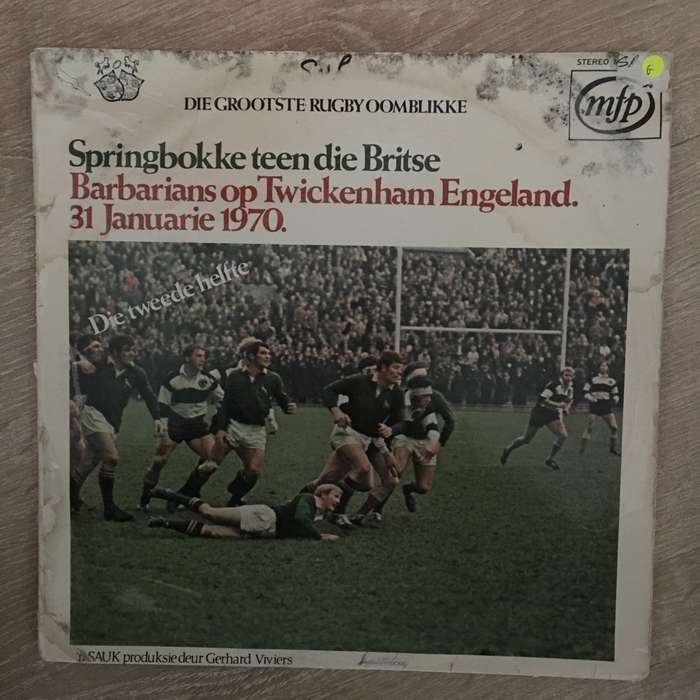 STEREO
mfp
DIE GROOTSTE RUGBY OOMBLIKKE
Springbokke teen die Britse
Barbarians op Twickenham Engeland.
31 Januarie 1970.
Die tweede helfte
'n SAUK produksie deur Gerhard Viviers